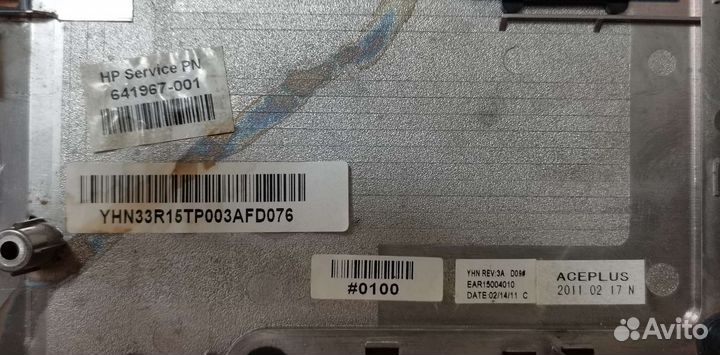 HP Service PN
641967-001
YHN33R15TP003AFD076
#0100
YHN REV:3A D09#
EAR15004010
DATE:02/14/11 C
ACEPLUS
2011 02 17 N
Avito